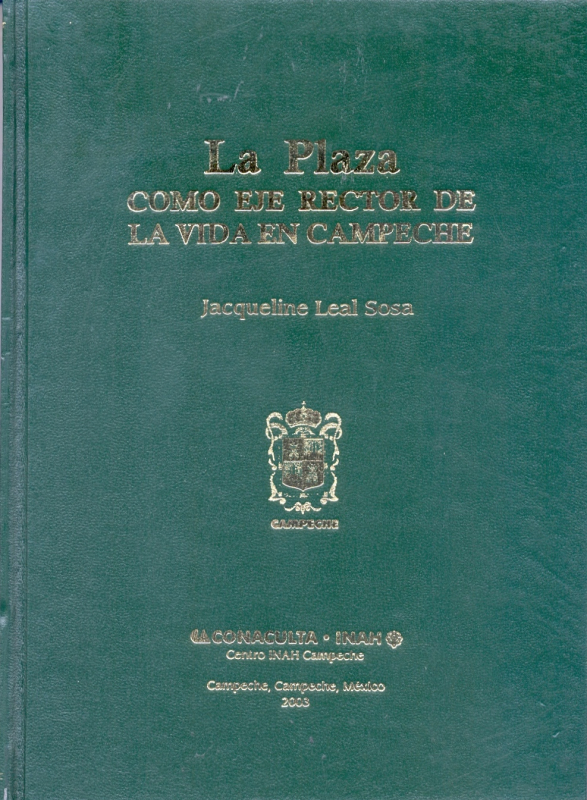 La Plaza
COMO EJE RECTOR DE
LA VIDA EN CAMPECHE
Jacqueline Leal Sosa
CAMPECHE
CONACULTA • INAH
Centro INAH Campeche
Campeche, Campeche, México
2003